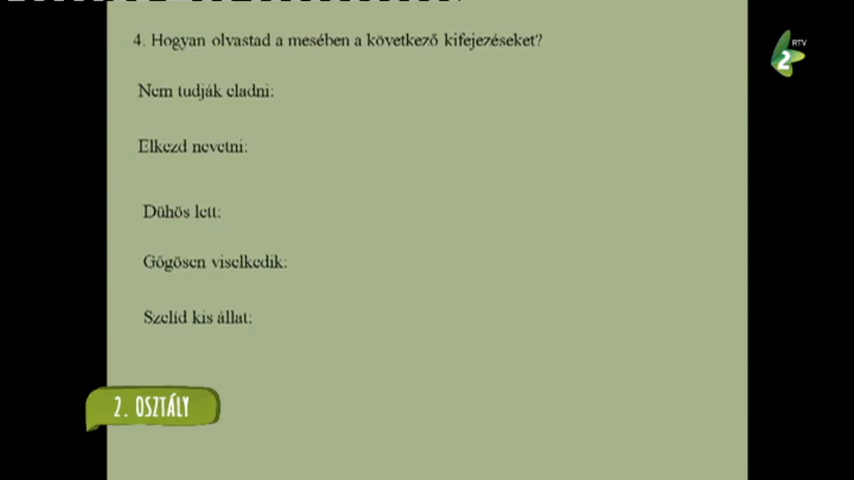 4. Hogyan olvastad a mesében a következő kifejezéseket?
Nem tudják eladni:
Elkezd nevetni:
Dühös lett:
Gőgösen viselkedik:
Szelíd kis állat:
2. OSZTÁLY
RTV
2